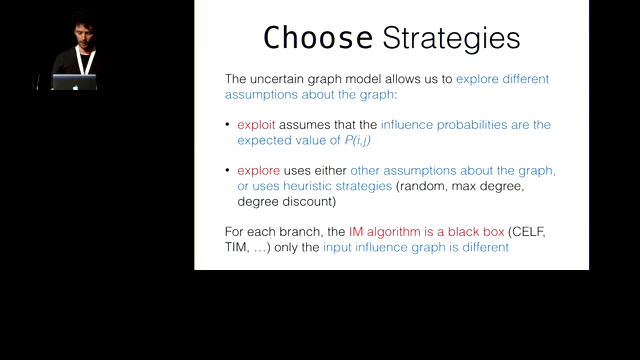 Choose Strategies
The uncertain graph model allows us to explore different
assumptions about the graph:
• exploit assumes that the influence probabilities are the
expected value of P(i,j)
• explore uses either other assumptions about the graph,
or uses heuristic strategies (random, max degree,
degree discount)
For each branch, the IM algorithm is a black box (CELF,
TIM, …) only the input influence graph is different